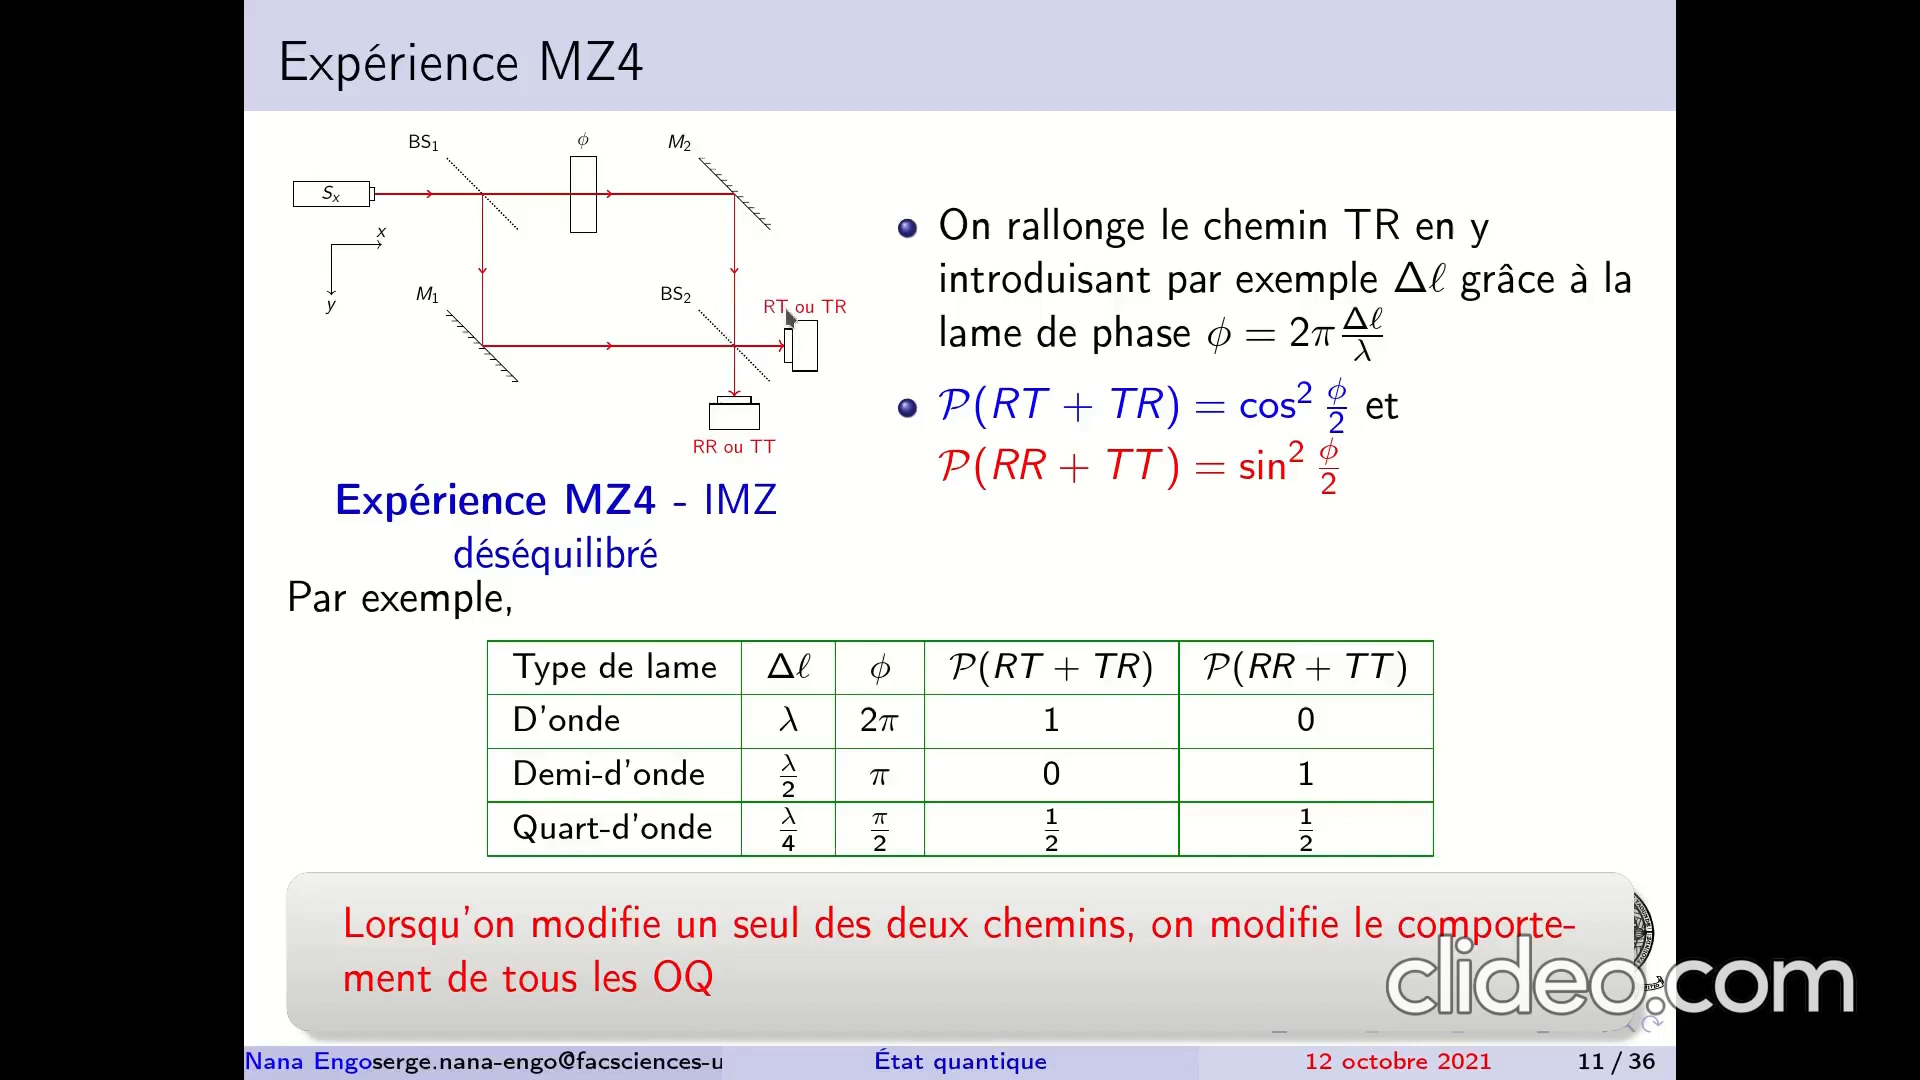 Expérience MZ4
BS1
ϕ
M2
Sx
x
y
M1
BS2
RT ou TR
RR ou TT
Expérience MZ4 - IMZ
déséquilibré
On rallonge le chemin TR en y
introduisant par exemple Δℓ grâce à la
lame de phase ϕ = 2π Δℓ/λ
𝒫(RT + TR) = cos² ϕ/2 et
𝒫(RR + TT) = sin² ϕ/2
Par exemple,
Type de lame Δℓ ϕ 𝒫(RT + TR) 𝒫(RR + TT)
D'onde λ 2π 1 0
Demi-d'onde λ/2 π 0 1
Quart-d'onde λ/4 π/2 1/2 1/2
Lorsqu'on modifie un seul des deux chemins, on modifie le comporte-
ment de tous les OQ
clideo.com
Nana Engoserge.nana-engo@facsciences-u État quantique 12 octobre 2021 11 / 36